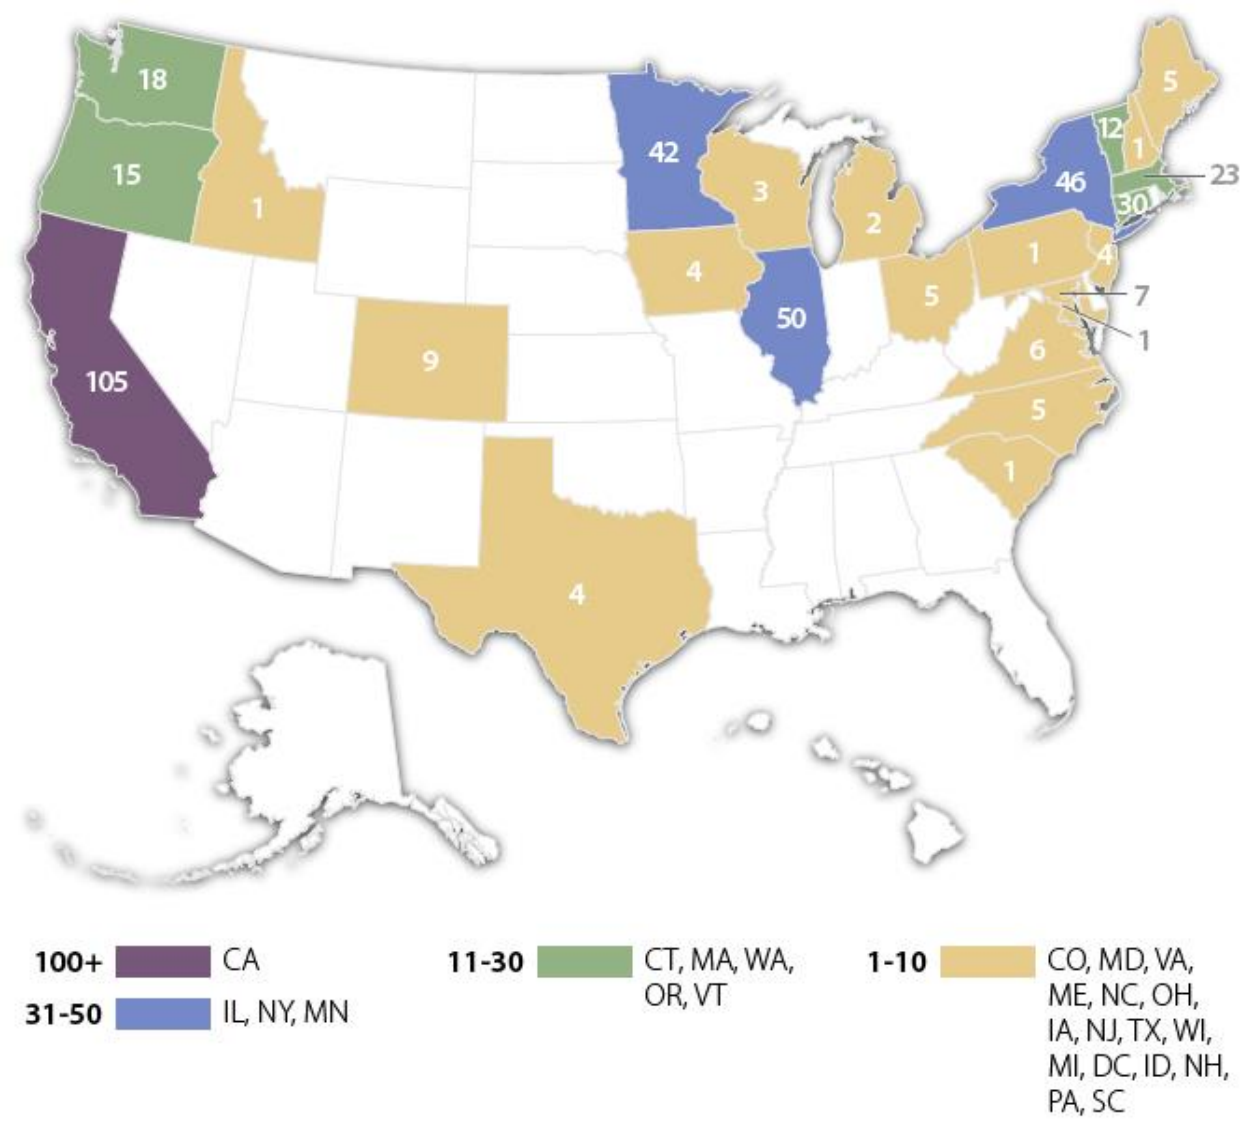 18
5
12
42
1
15
46
23
3
30
1
2
4
1
4
5
7
50
1
6
9
105
5
1
4
100+ CA
31-50 IL, NY, MN
11-30 CT, MA, WA,
OR, VT
1-10 CO, MD, VA,
ME, NC, OH,
IA, NJ, TX, WI,
MI, DC, ID, NH,
PA, SC